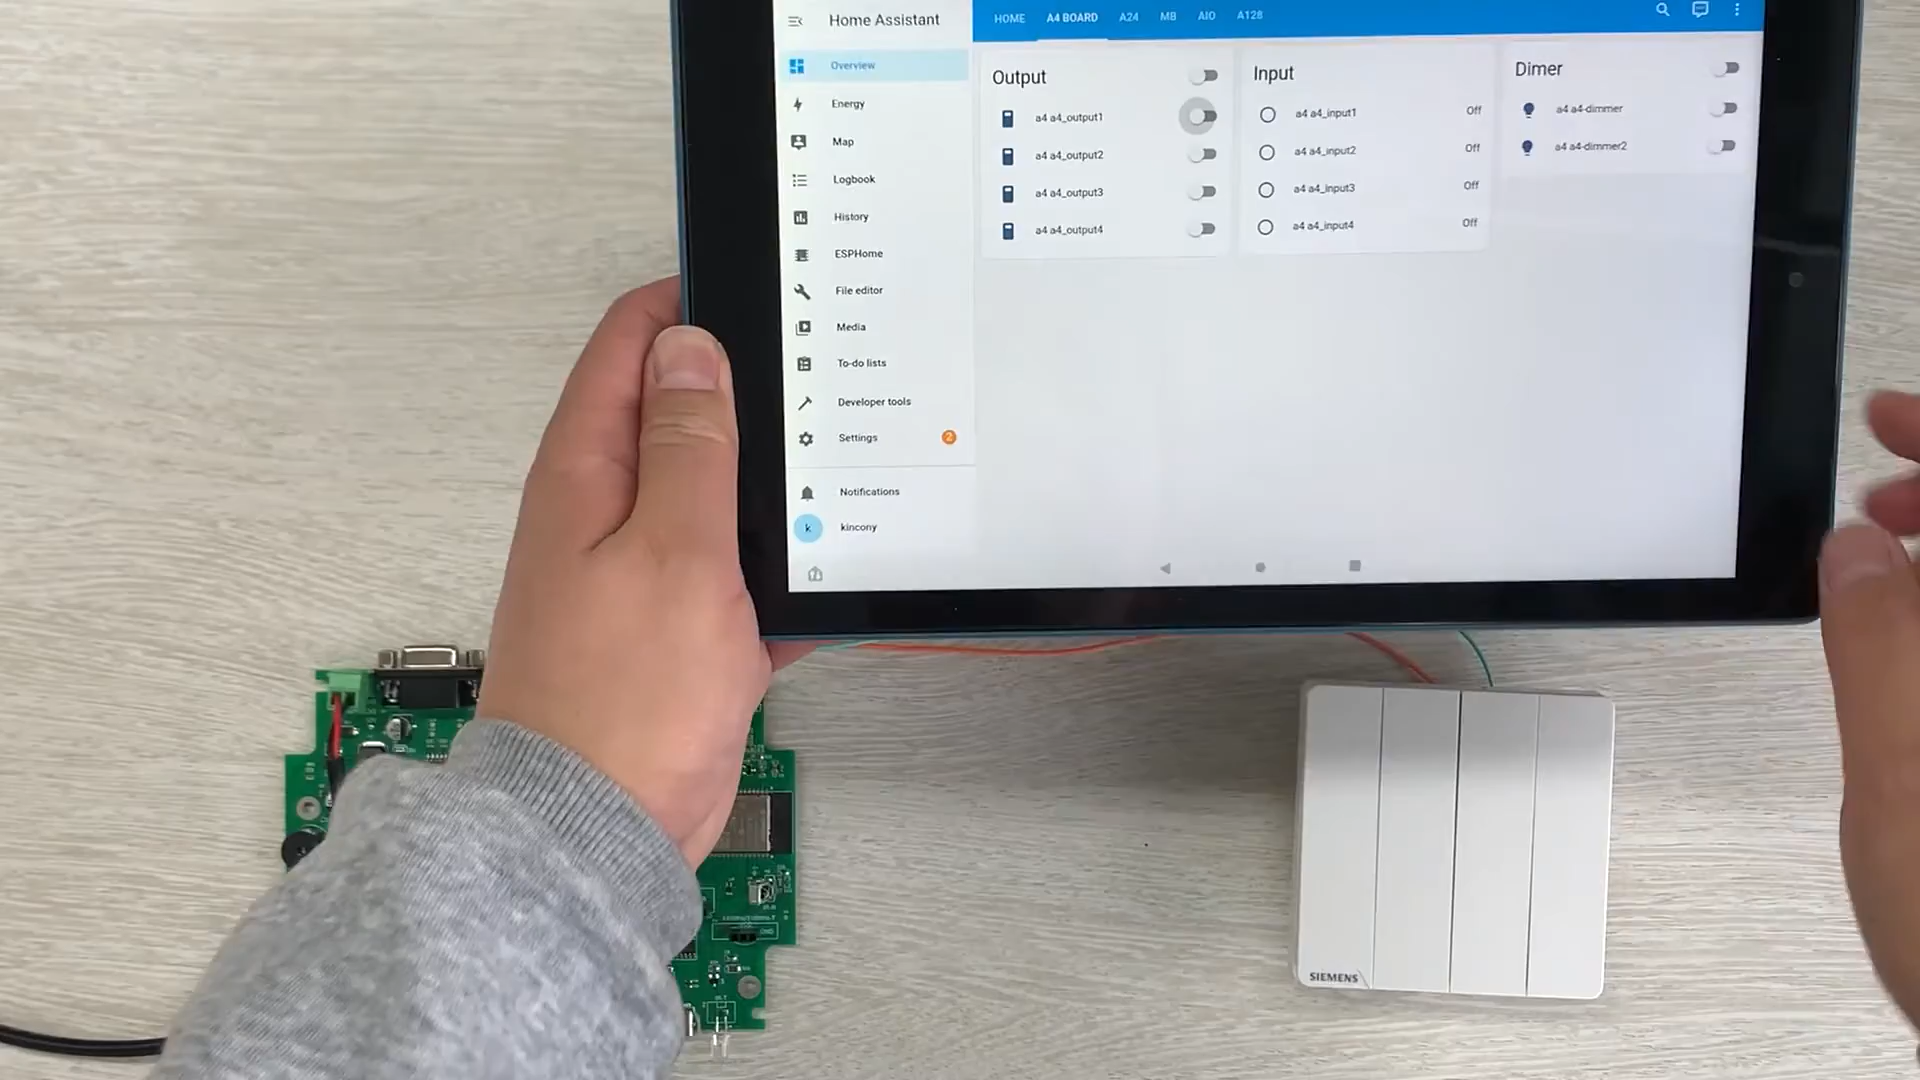 Home Assistant
HOME A4 BOARD A24 MB AIO A128
Overview
Energy
Map
Logbook
History
ESPHome
File editor
Media
To-do lists
Developer tools
Settings 2
Notifications
k kincony
Output
a4 a4_output1
a4 a4_output2
a4 a4_output3
a4 a4_output4
Input
a4 a4_input1 Off
a4 a4_input2 Off
a4 a4_input3 Off
a4 a4_input4 Off
Dimer
a4 a4-dimmer
a4 a4-dimmer2
SIEMENS
GND